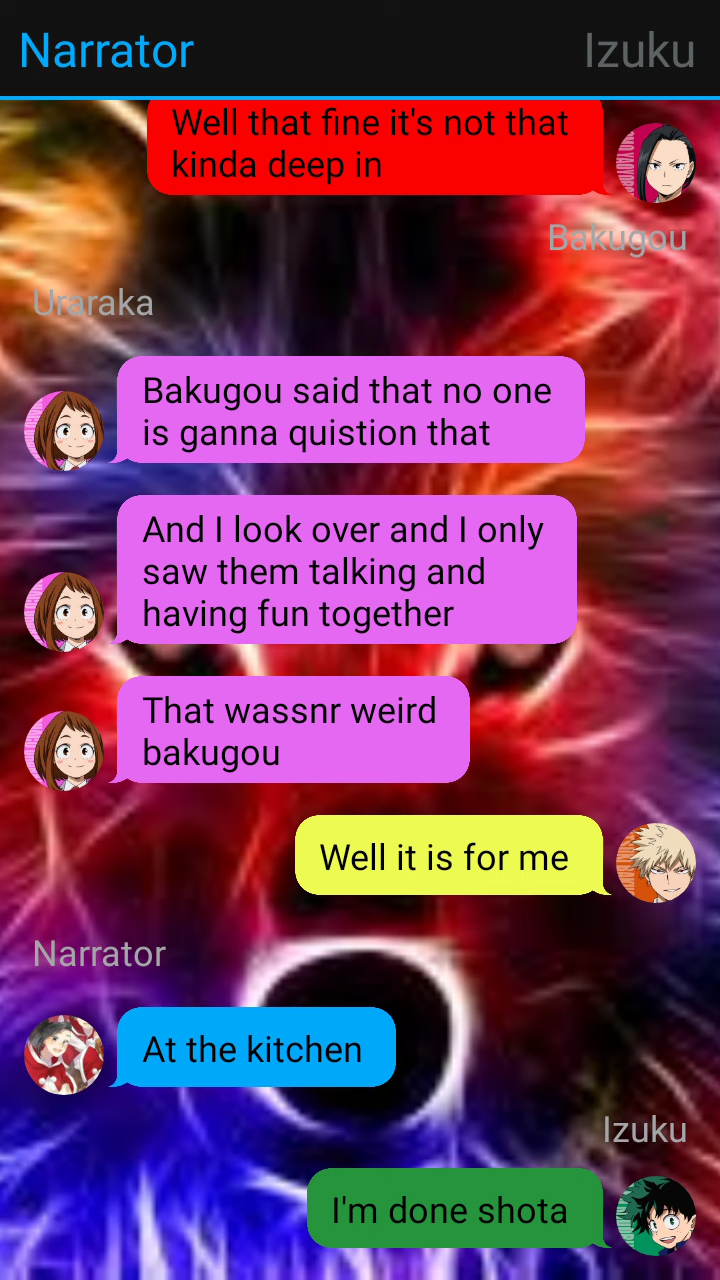 Narrator
Izuku
Well that fine it's not that
kinda deep in
Bakugou
Uraraka
Bakugou said that no one
is ganna quistion that
And I look over and I only
saw them talking and
having fun together
That wassnr weird
bakugou
Well it is for me
Narrator
At the kitchen
Izuku
I'm done shota